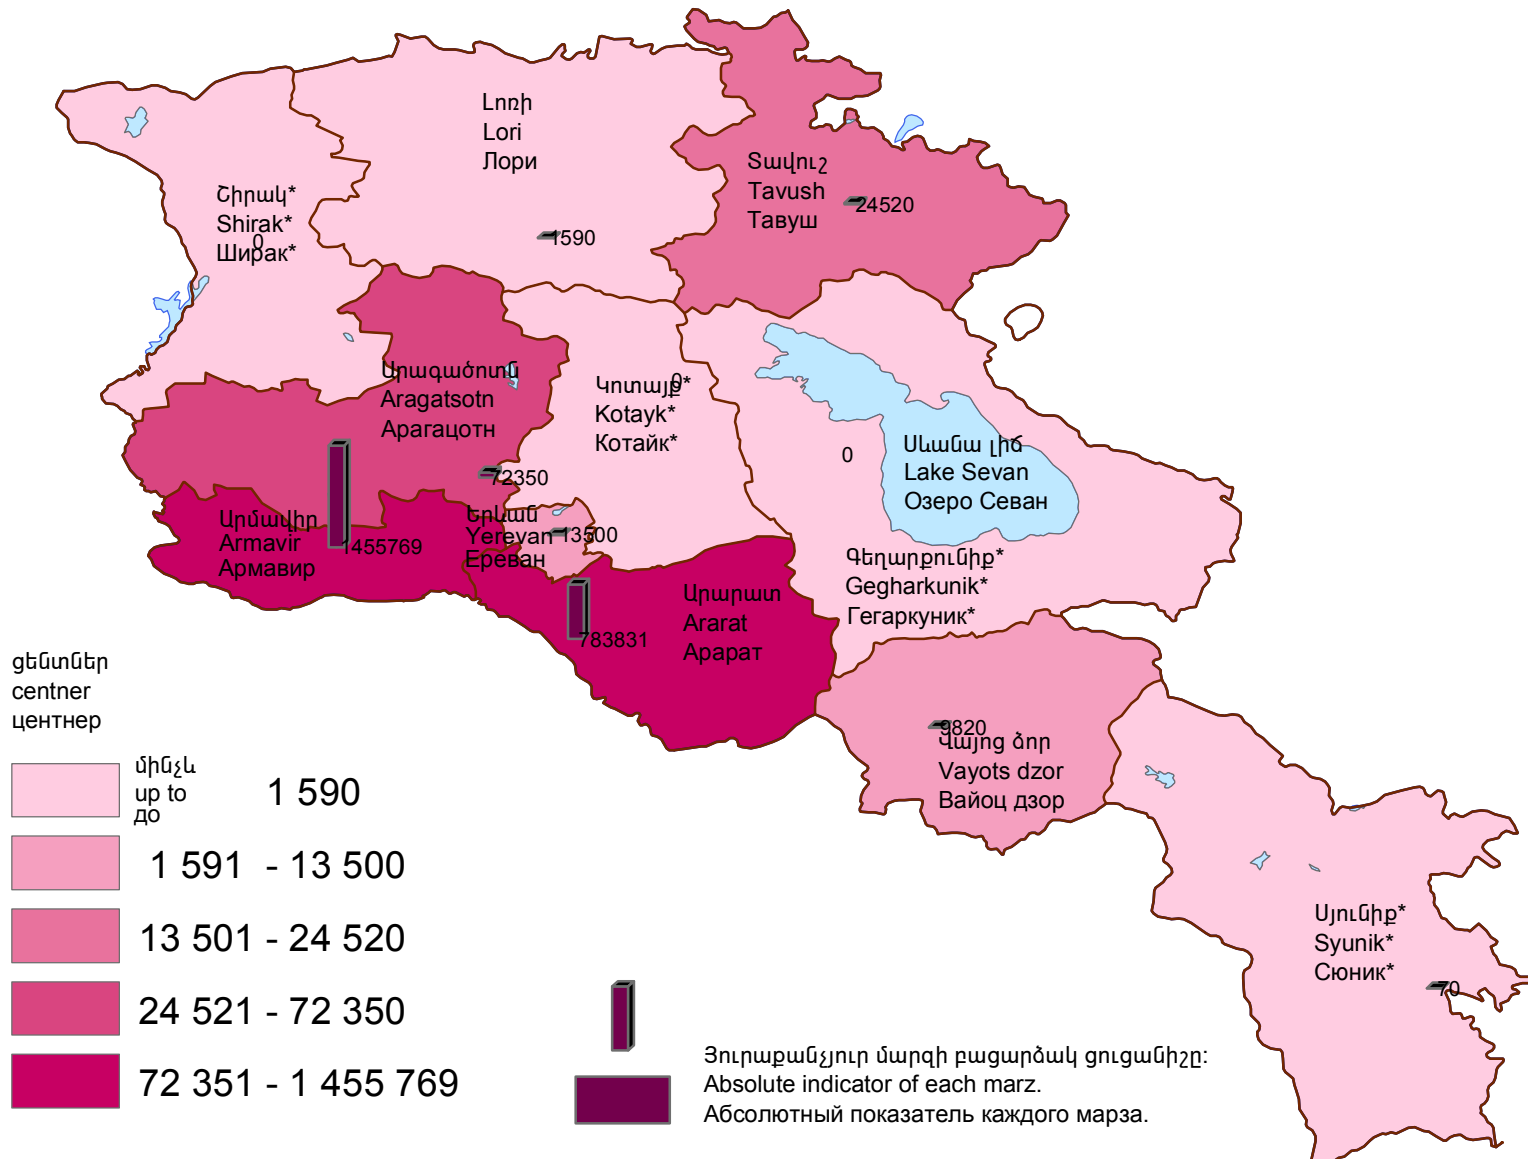 Լոռի
Lori
Лори
1590
Տավուշ
Tavush
Тавуш
24520
Շիրակ*
Shirak*
0
Ширак*
Արագածոտն
Aragatsotn
Арагацотн
72350
Կոտայք*
0
Kotayk*
Котайк*
0
Սևանա լիճ
Lake Sevan
Озеро Севан
Արմավիր
Armavir
Армавир
1455769
Երևան
Yerevan
Ереван
13500
Գեղարքունիք*
Gegharkunik*
Гегаркуник*
Արարատ
Ararat
Арарат
783831
9820
Վայոց ձոր
Vayots dzor
Вайоц дзор
Սյունիք*
Syunik*
Сюник*
70
ցենտներ
centner
центнер
մինչև
up to
до
1 590
1 591 - 13 500
13 501 - 24 520
24 521 - 72 350
72 351 - 1 455 769
Յուրաքանչյուր մարզի բացարձակ ցուցանիշը:
Absolute indicator of each marz.
Абсолютный показатель каждого марза.